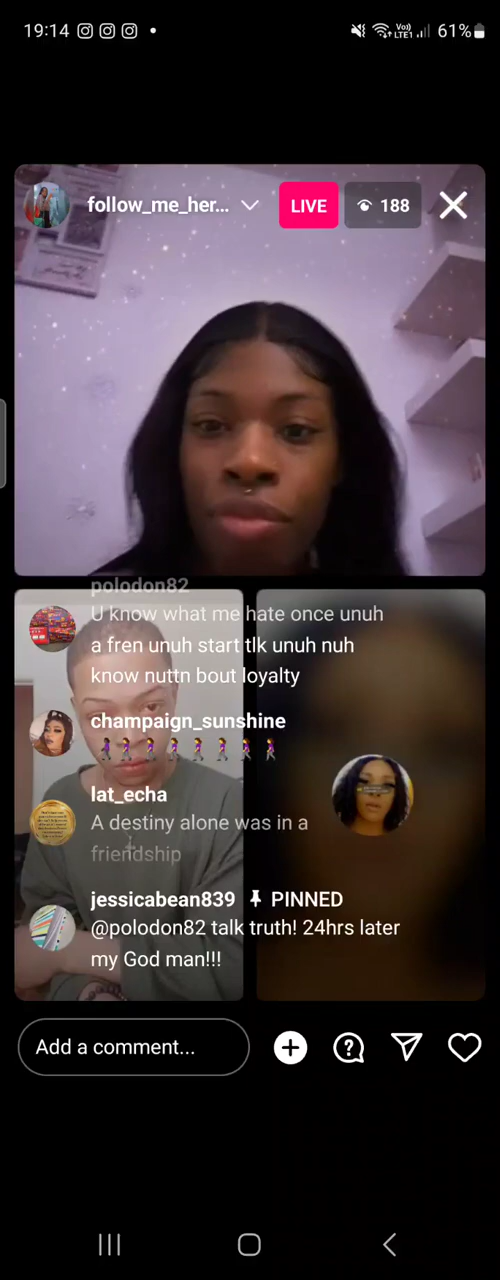 19:14
Vo))
LTE1
61%
follow_me_her...
LIVE
188
polodon82
U know what me hate once unuh
a fren unuh start tlk unuh nuh
know nuttn bout loyalty
champaign_sunshine
lat_echa
A destiny alone was in a
friendship
jessicabean839 PINNED
@polodon82 talk truth! 24hrs later
my God man!!!
Add a comment...